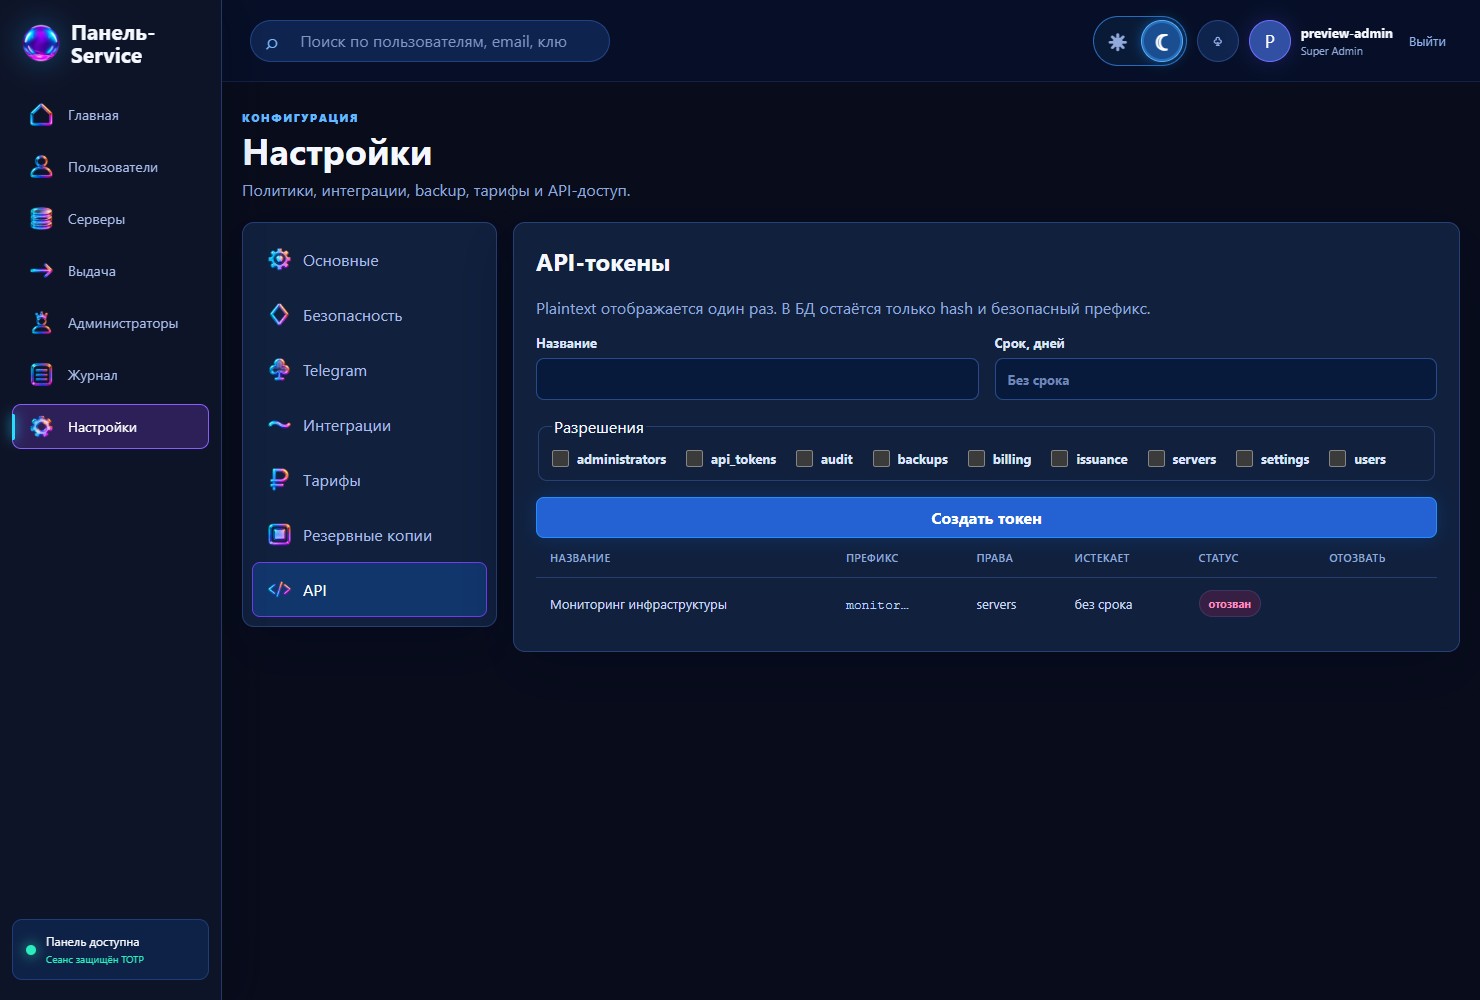 Панель-
Service
Главная
Пользователи
Серверы
Выдача
Администраторы
Журнал
Настройки
Панель доступна
Сеанс защищён TOTP
Поиск по пользователям, email, клю
P
preview-admin
Super Admin
Выйти
КОНФИГУРАЦИЯ
Настройки
Политики, интеграции, backup, тарифы и API-доступ.
Основные
Безопасность
Telegram
Интеграции
Тарифы
Резервные копии
API
API-токены
Plaintext отображается один раз. В БД остаётся только hash и безопасный префикс.
Название
Срок, дней
Без срока
Разрешения
administrators api_tokens audit backups billing issuance servers settings users
Создать токен
НАЗВАНИЕ ПРЕФИКС ПРАВА ИСТЕКАЕТ СТАТУС ОТОЗВАТЬ
Мониторинг инфраструктуры monitor… servers без срока отозван